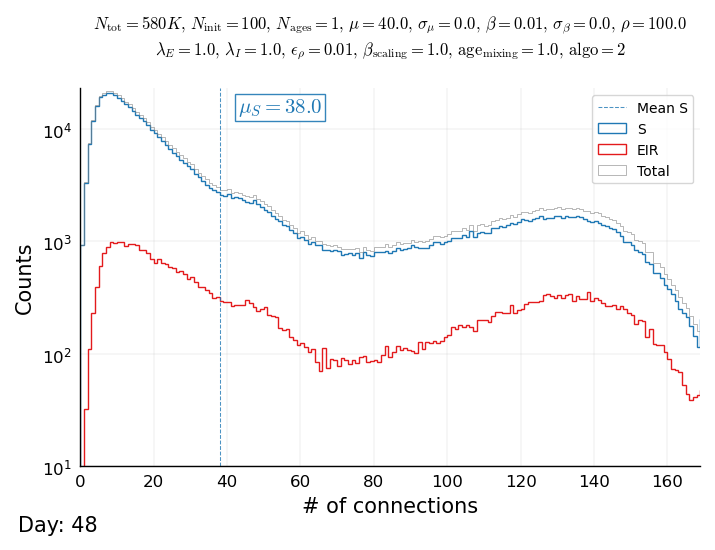 N_tot = 580K, N_init = 100, N_ages = 1, μ = 40.0, σ_μ = 0.0, β = 0.01, σ_β = 0.0, ρ = 100.0
λ_E = 1.0, λ_I = 1.0, ϵ_ρ = 0.01, β_scaling = 1.0, age_mixing = 1.0, algo = 2
μ_S = 38.0
Mean S
S
EIR
Total
10^4
10^3
10^2
10^1
Counts
0 20 40 60 80 100 120 140 160
# of connections
Day: 48